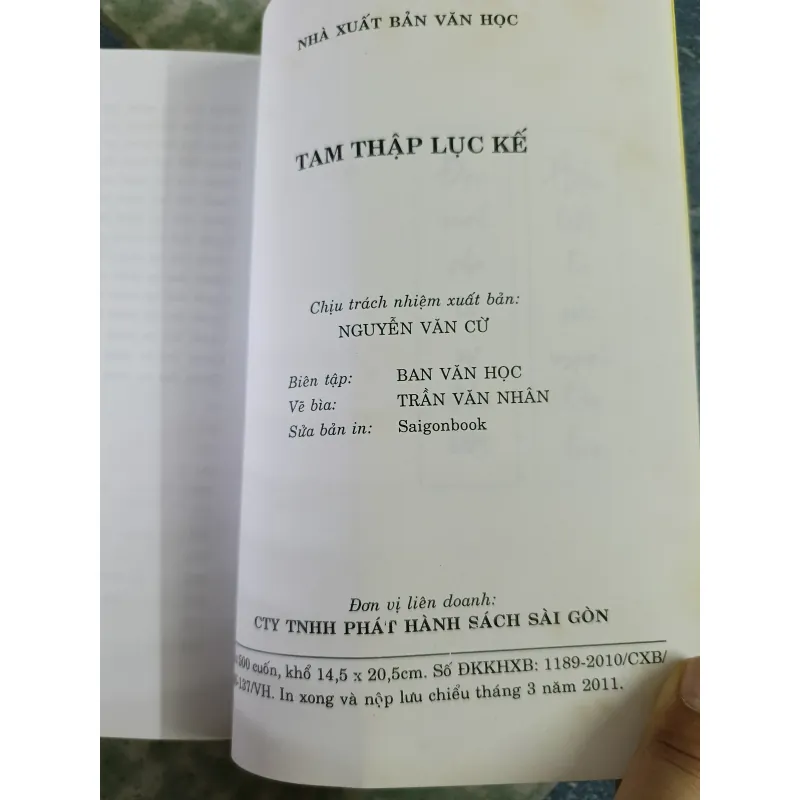 NHÀ XUẤT BẢN VĂN HỌC
TAM THẬP LỤC KẾ
Chịu trách nhiệm xuất bản:
NGUYỄN VĂN CỪ
Biên tập: BAN VĂN HỌC
Vẽ bìa: TRẦN VĂN NHÂN
Sửa bản in: Saigonbook
Đơn vị liên doanh:
CTY TNHH PHÁT HÀNH SÁCH SÀI GÒN
500 cuốn, khổ 14,5 x 20,5cm. Số ĐKKHXB: 1189-2010/CXB/
-137/VH. In xong và nộp lưu chiểu tháng 3 năm 2011.